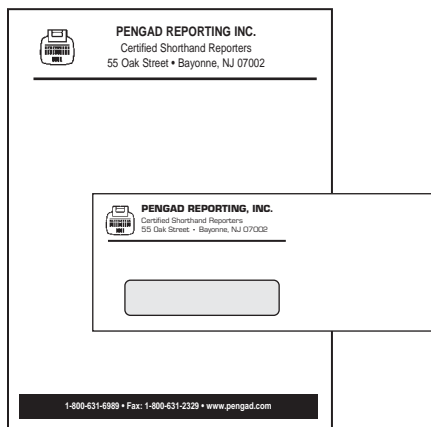 PENGAD REPORTING INC.
Certified Shorthand Reporters
55 Oak Street • Bayonne, NJ 07002
PENGAD REPORTING, INC.
Certified Shorthand Reporters
55 Oak Street • Bayonne, NJ 07002
1-800-631-6989 • Fax: 1-800-631-2329 • www.pengad.com